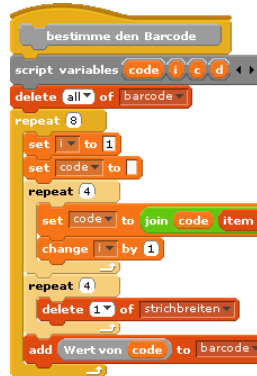 bestimme den Barcode
script variables code i c d
delete all of barcode
repeat 8
set i to 1
set code to
repeat 4
set code to join code item
change i by 1
repeat 4
delete 1 of strichbreiten
add Wert von code to barcode